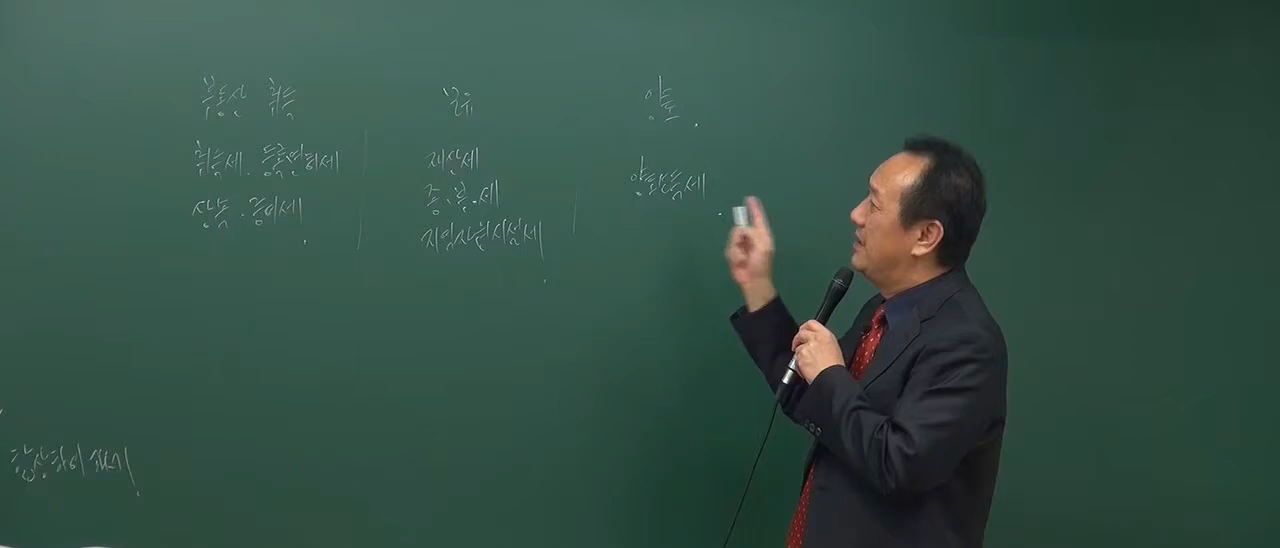 부동산 취득
취득세. 등록면허세
상속. 증여세
보유
재산세
종.부.세
지역자원시설세
양도.
양도소득세